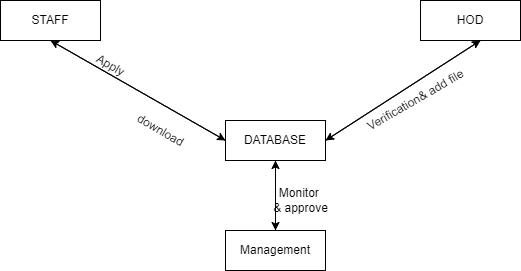 STAFF
HOD
Apply
download
Verification& add file
DATABASE
Monitor
& approve
Management